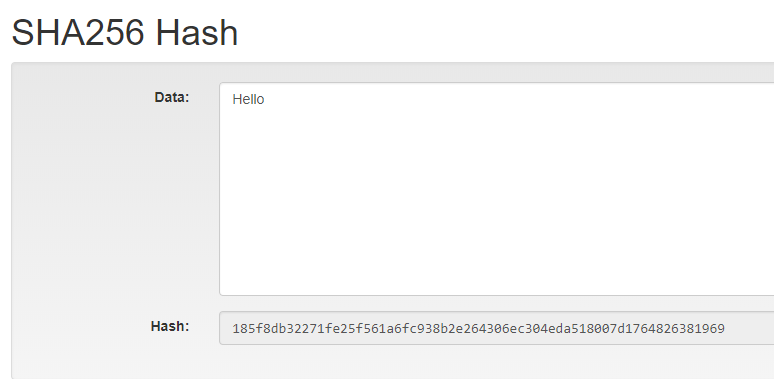 SHA256 Hash
Data:
Hello
Hash:
185f8db32271fe25f561a6fc938b2e264306ec304eda518007d1764826381969